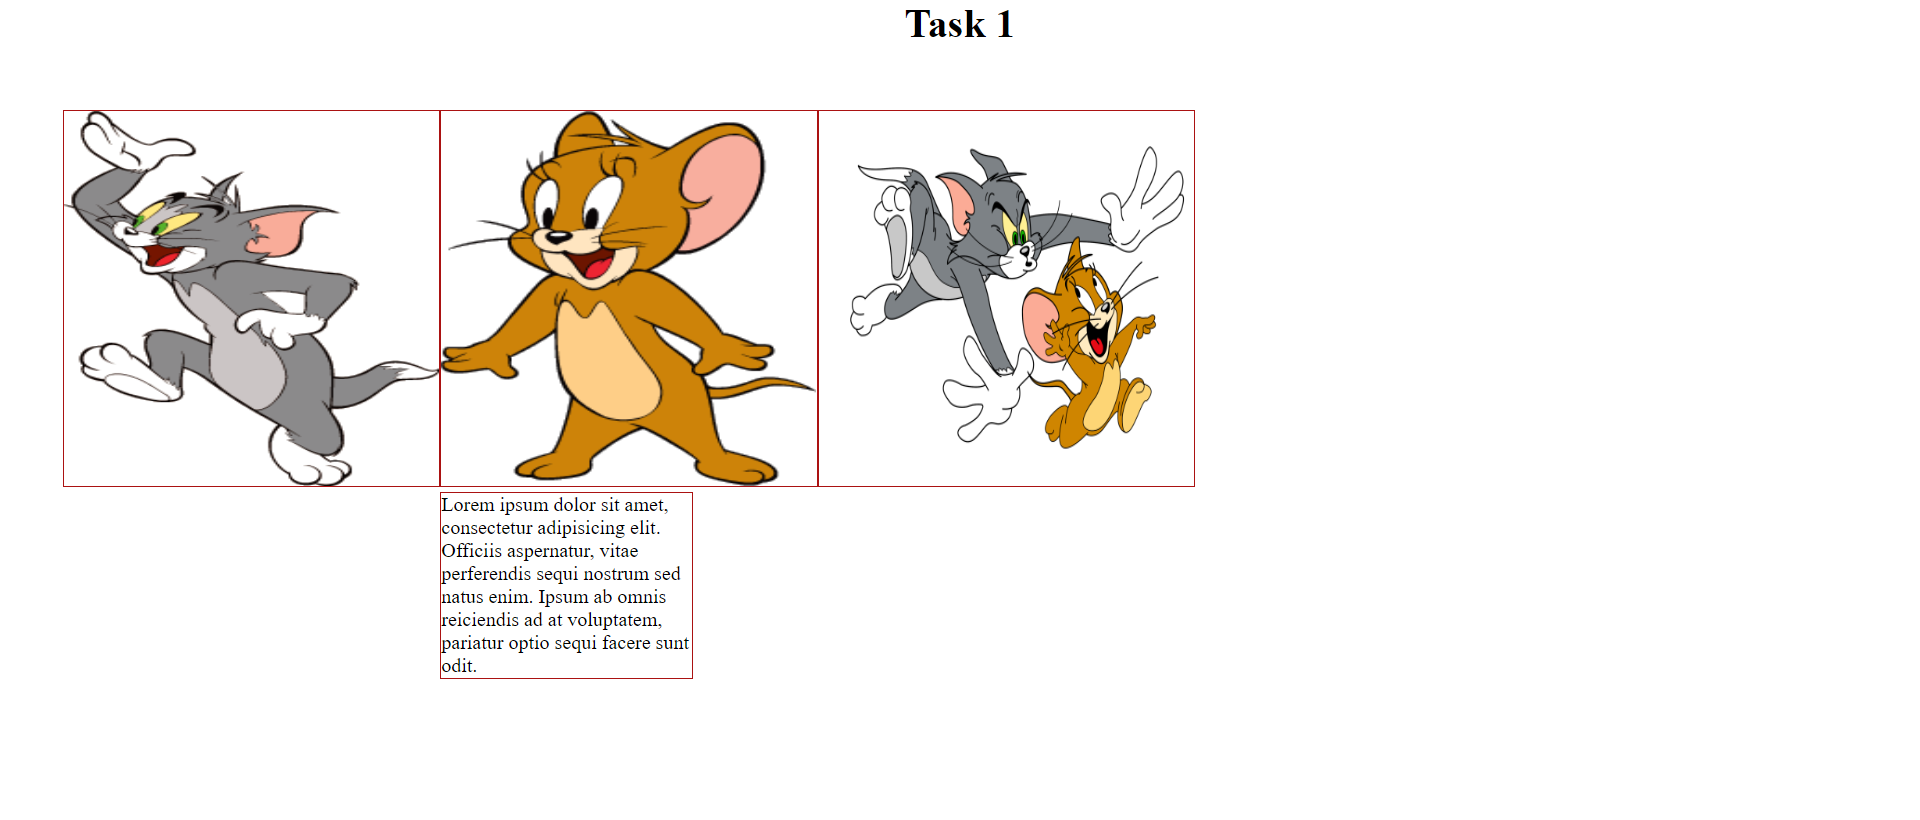 Task 1
Lorem ipsum dolor sit amet,
consectetur adipisicing elit.
Officiis aspernatur, vitae
perferendis sequi nostrum sed
natus enim. Ipsum ab omnis
reiciendis ad at voluptatem,
pariatur optio sequi facere sunt
odit.